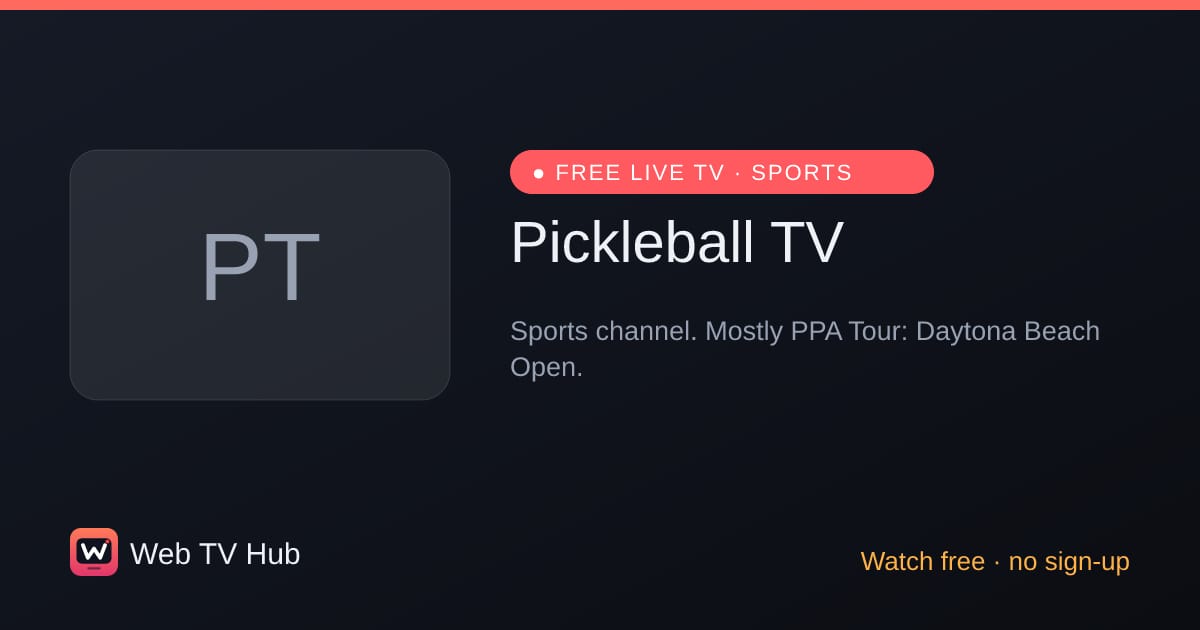 PT
FREE LIVE TV · SPORTS
Pickleball TV
Sports channel. Mostly PPA Tour: Daytona Beach
Open.
W
Web TV Hub
Watch free · no sign-up